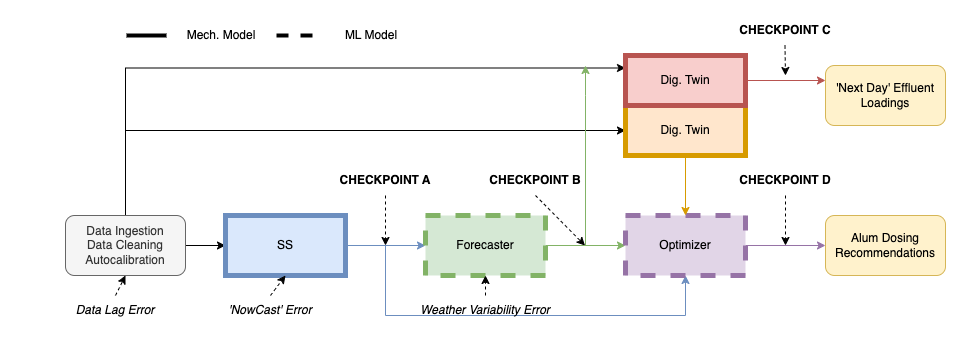 Mech. Model
ML Model
CHECKPOINT C
Dig. Twin
'Next Day' Effluent
Loadings
Dig. Twin
CHECKPOINT A
CHECKPOINT B
CHECKPOINT D
Data Ingestion
Data Cleaning
Autocalibration
SS
Forecaster
Optimizer
Alum Dosing
Recommendations
Data Lag Error
'NowCast' Error
Weather Variability Error